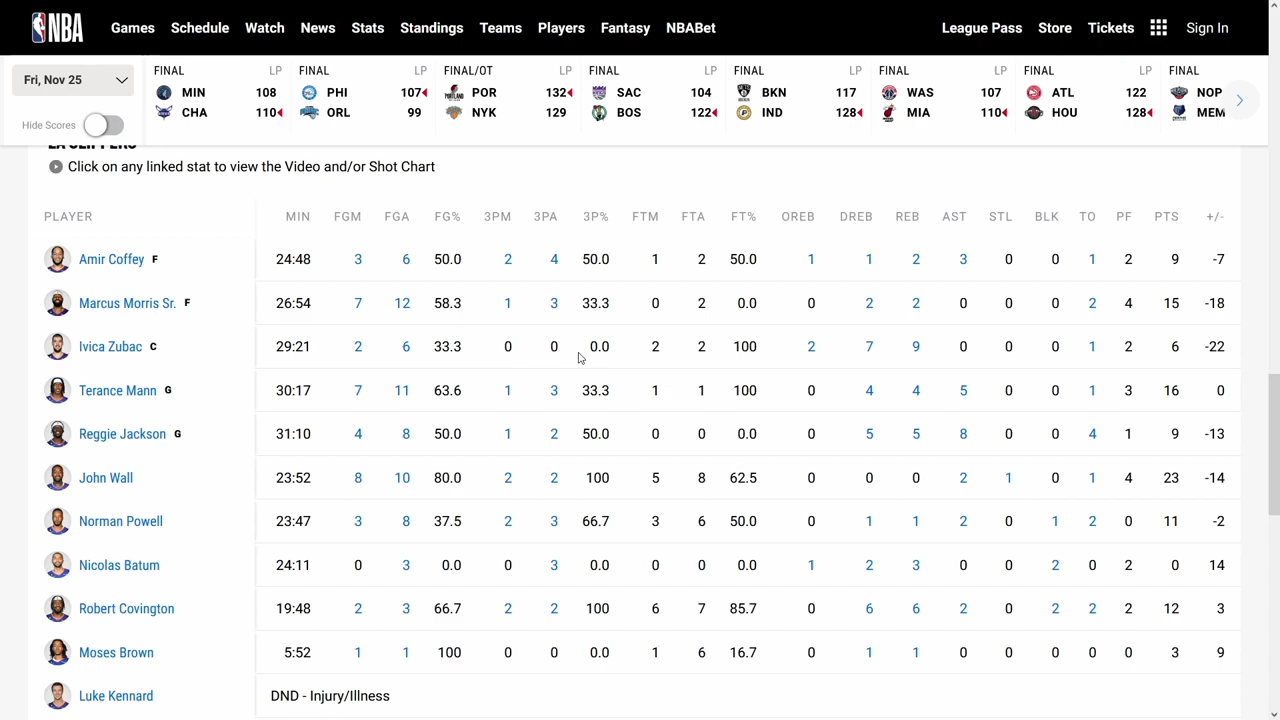 NBA Games Schedule Watch News Stats Standings Teams Players Fantasy NBABet League Pass Store Tickets Sign In
Fri, Nov 25
Hide Scores
FINAL LP
MIN 108
CHA 110
FINAL LP
PHI 107
ORL 99
FINAL/OT LP
POR 132
NYK 129
FINAL LP
SAC 104
BOS 122
FINAL LP
BKN 117
IND 128
FINAL LP
WAS 107
MIA 110
FINAL LP
ATL 122
HOU 128
FINAL
NOP
MEM
LA CLIPPERS
Click on any linked stat to view the Video and/or Shot Chart
PLAYER MIN FGM FGA FG% 3PM 3PA 3P% FTM FTA FT% OREB DREB REB AST STL BLK TO PF PTS +/-
Amir Coffey F 24:48 3 6 50.0 2 4 50.0 1 2 50.0 1 1 2 3 0 0 1 2 9 -7
Marcus Morris Sr. F 26:54 7 12 58.3 1 3 33.3 0 2 0.0 0 2 2 0 0 0 2 4 15 -18
Ivica Zubac C 29:21 2 6 33.3 0 0 0.0 2 2 100 2 7 9 0 0 0 1 2 6 -22
Terance Mann G 30:17 7 11 63.6 1 3 33.3 1 1 100 0 4 4 5 0 0 1 3 16 0
Reggie Jackson G 31:10 4 8 50.0 1 2 50.0 0 0 0.0 0 5 5 8 0 0 4 1 9 -13
John Wall 23:52 8 10 80.0 2 2 100 5 8 62.5 0 0 0 2 1 0 1 4 23 -14
Norman Powell 23:47 3 8 37.5 2 3 66.7 3 6 50.0 0 1 1 2 0 1 2 0 11 -2
Nicolas Batum 24:11 0 3 0.0 0 3 0.0 0 0 0.0 1 2 3 0 0 2 0 2 0 14
Robert Covington 19:48 2 3 66.7 2 2 100 6 7 85.7 0 6 6 2 0 2 2 2 12 3
Moses Brown 5:52 1 1 100 0 0 0.0 1 6 16.7 0 1 1 0 0 0 0 0 3 9
Luke Kennard DND - Injury/Illness